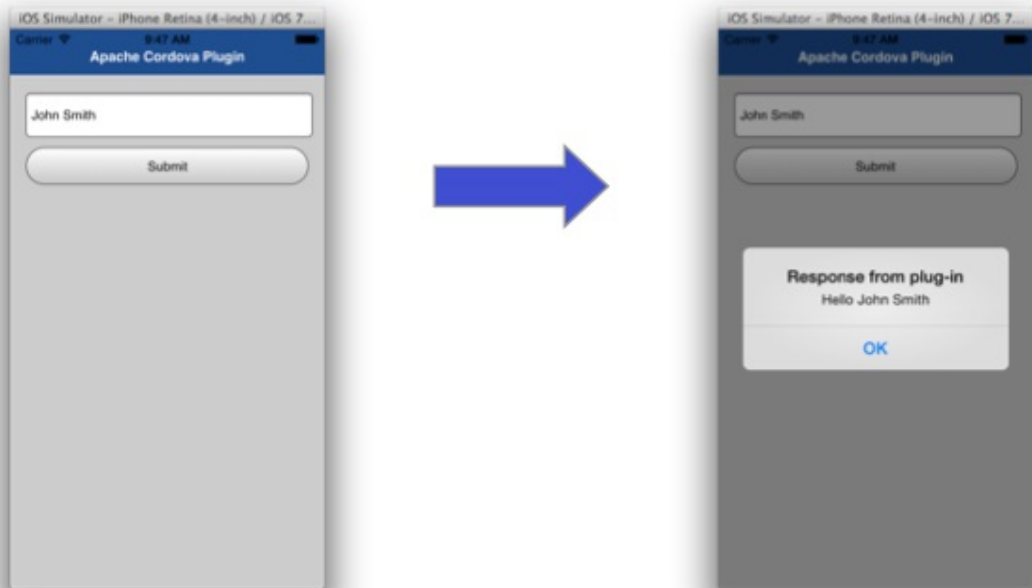 iOS Simulator – iPhone Retina (4-inch) / iOS 7...
Carrier 9:47 AM
Apache Cordova Plugin
John Smith
Submit
iOS Simulator – iPhone Retina (4-inch) / iOS 7...
Carrier 9:47 AM
Apache Cordova Plugin
John Smith
Submit
Response from plug-in
Hello John Smith
OK